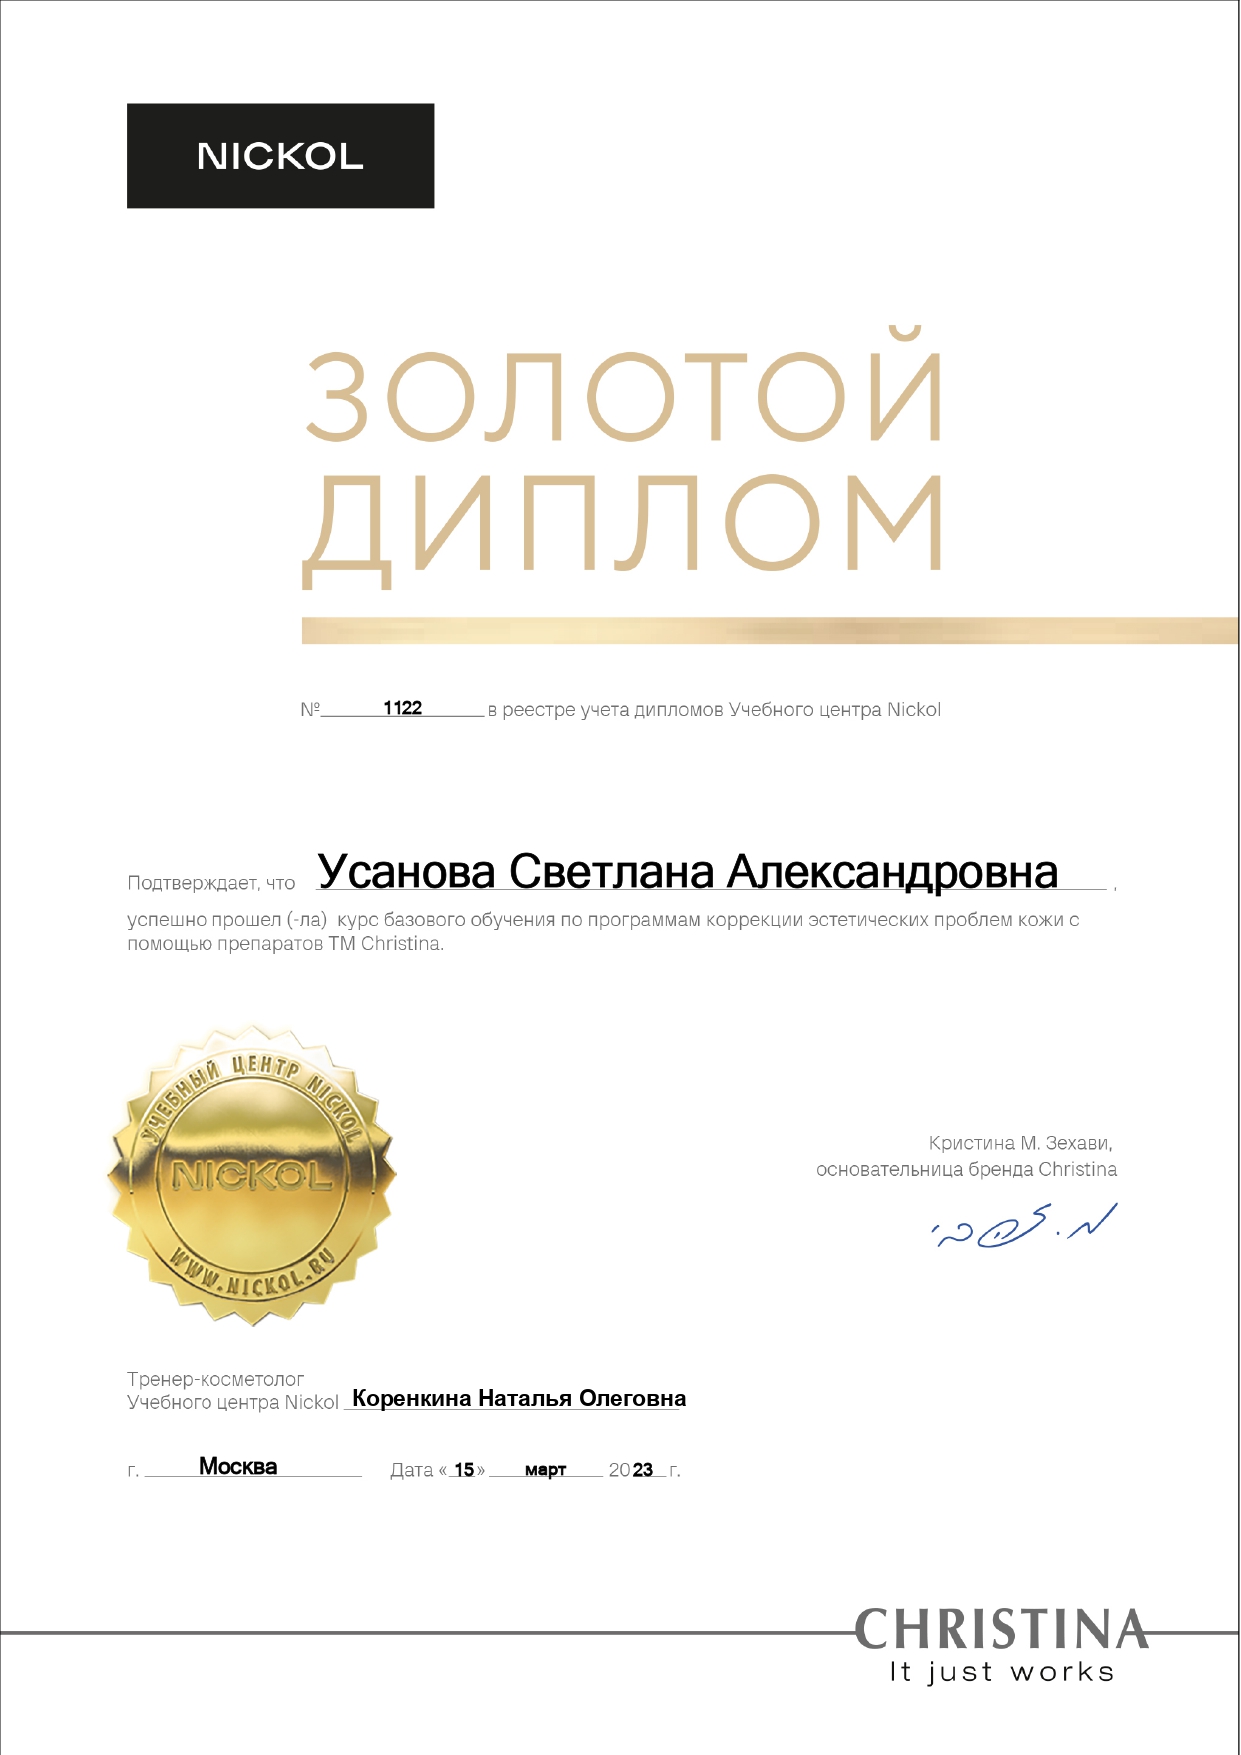 NICKOL
ЗОЛОТОЙ
ДИПЛОМ
№ 1122 в реестре учета дипломов Учебного центра Nickol
Подтверждает, что Усанова Светлана Александровна ,
успешно прошел (-ла) курс базового обучения по программам коррекции эстетических проблем кожи с
помощью препаратов ТМ Christina.
УЧЕБНЫЙ ЦЕНТР NICKOL
NICKOL
WWW.NICKOL.RU
Кристина М. Зехави,
основательница бренда Christina
Тренер-косметолог
Учебного центра Nickol Коренкина Наталья Олеговна
г. Москва Дата « 15 » март 2023 г.
CHRISTINA
It just works